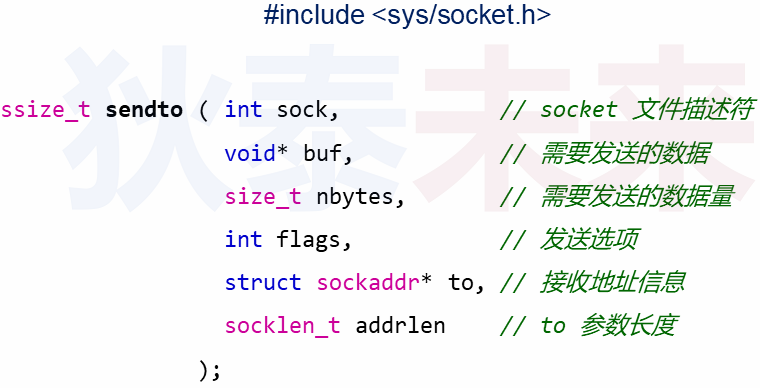 #include <sys/socket.h>
狄泰未来
ssize_t sendto ( int sock, // socket 文件描述符
void* buf, // 需要发送的数据
size_t nbytes, // 需要发送的数据量
int flags, // 发送选项
struct sockaddr* to, // 接收地址信息
socklen_t addrlen // to 参数长度
);